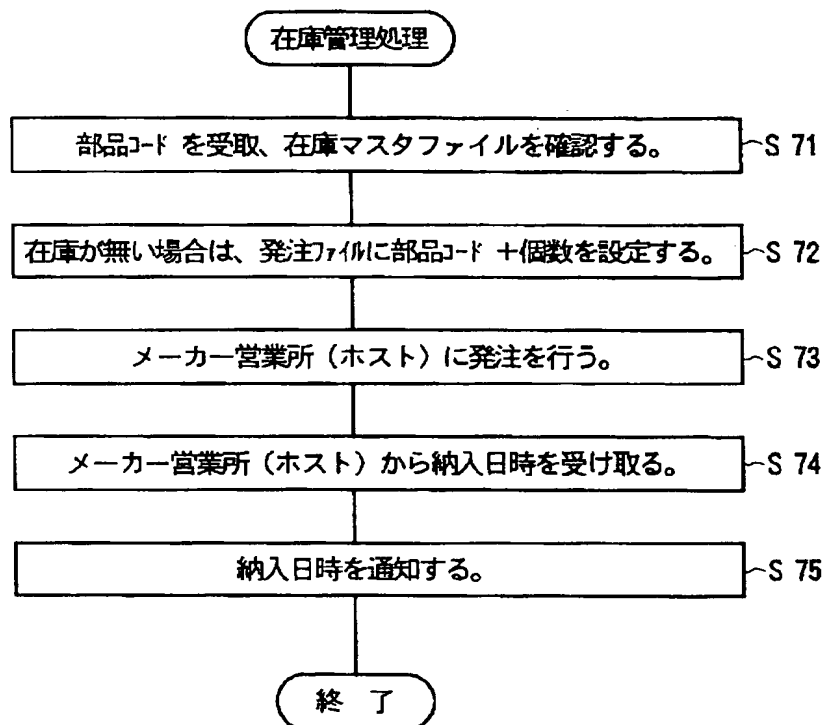 在庫管理処理
部品ｺｰﾄﾞ を受取、在庫マスタファイルを確認する。 ~S 71
在庫が無い場合は、発注ﾌｧｲﾙに部品ｺｰﾄﾞ +個数を設定する。 ~S 72
メーカー営業所(ホスト)に発注を行う。 ~S 73
メーカー営業所(ホスト)から納入日時を受け取る。 ~S 74
納入日時を通知する。 ~S 75
終 了